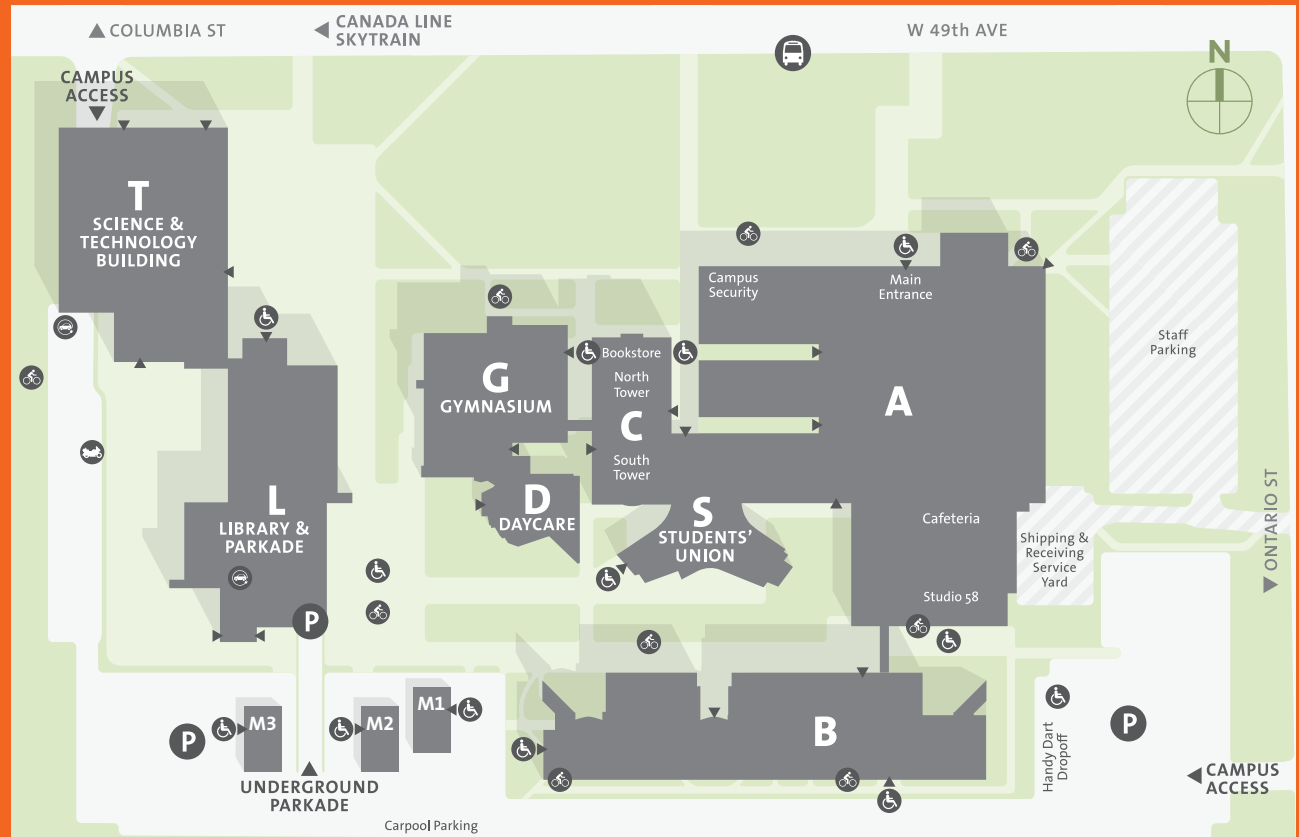 COLUMBIA ST
CANADA LINE
SKYTRAIN
W 49th AVE
N
CAMPUS
ACCESS
T
SCIENCE &
TECHNOLOGY
BUILDING
Campus
Security
Main
Entrance
Staff
Parking
G
GYMNASIUM
Bookstore
North
Tower
C
South
Tower
A
L
LIBRARY &
PARKADE
D
DAYCARE
S
STUDENTS'
UNION
Cafeteria
Shipping &
Receiving
Service
Yard
Studio 58
ONTARIO ST
P
M3
M2
M1
P
B
Handy Dart
Dropoff
P
UNDERGROUND
PARKADE
CAMPUS
ACCESS
Carpool Parking